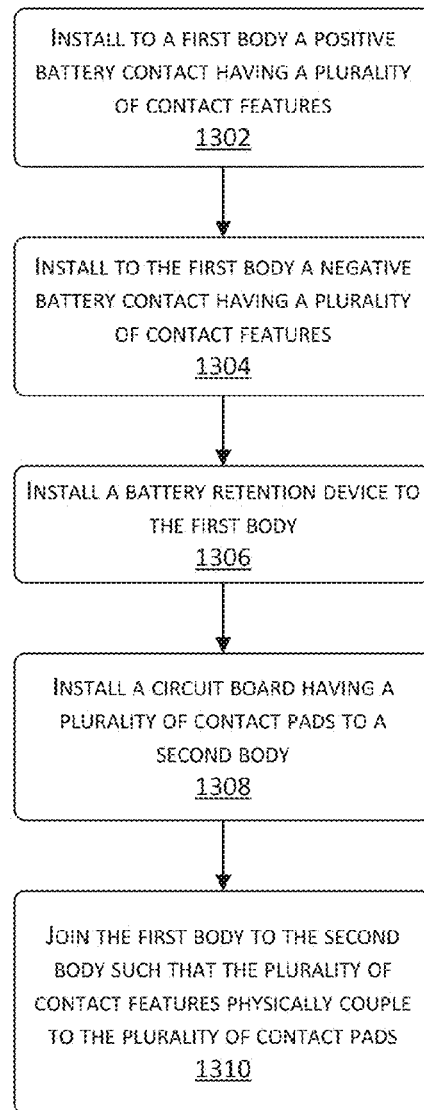 INSTALL TO A FIRST BODY A POSITIVE
BATTERY CONTACT HAVING A PLURALITY
OF CONTACT FEATURES
1302
INSTALL TO THE FIRST BODY A NEGATIVE
BATTERY CONTACT HAVING A PLURALITY
OF CONTACT FEATURES
1304
INSTALL A BATTERY RETENTION DEVICE TO
THE FIRST BODY
1306
INSTALL A CIRCUIT BOARD HAVING A
PLURALITY OF CONTACT PADS TO A
SECOND BODY
1308
JOIN THE FIRST BODY TO THE SECOND
BODY SUCH THAT THE PLURALITY OF
CONTACT FEATURES PHYSICALLY COUPLE
TO THE PLURALITY OF CONTACT PADS
1310